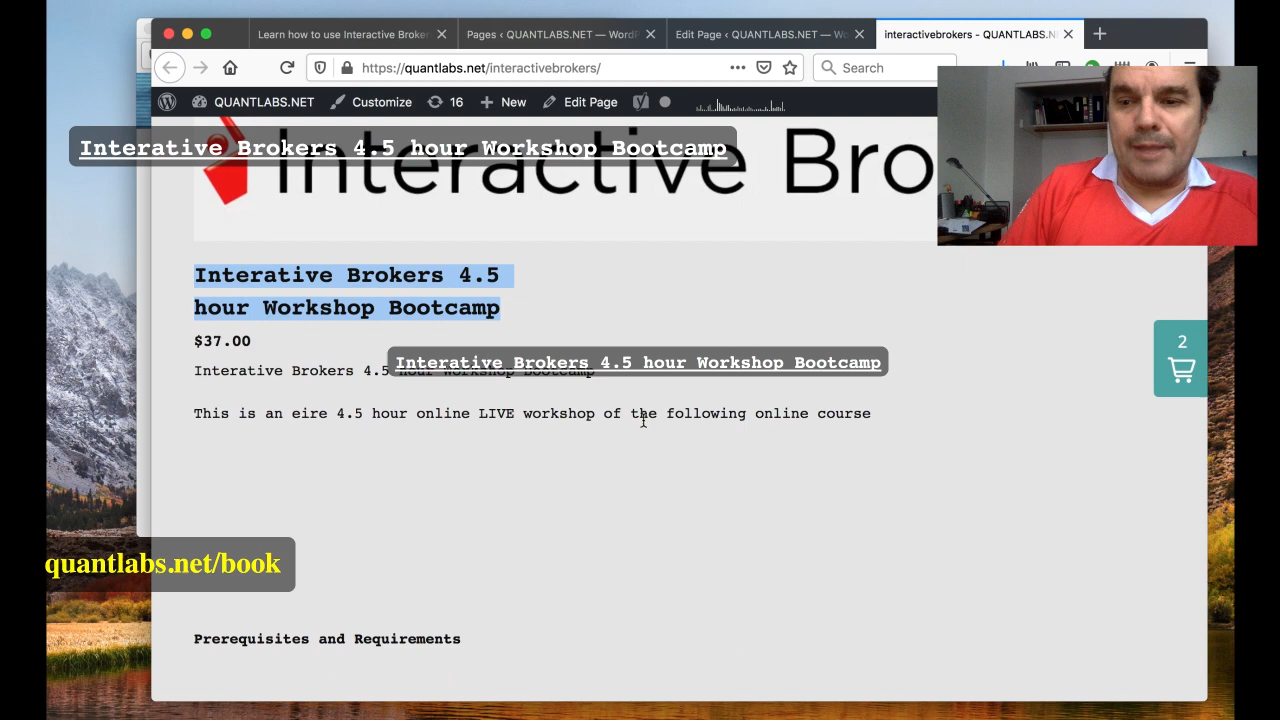 Learn how to use Interactive Broker
Pages ‹ QUANTLABS.NET — WordP
Edit Page ‹ QUANTLABS.NET — Wo
interactivebrokers - QUANTLABS.N
https://quantlabs.net/interactivebrokers/
Search
QUANTLABS.NET
Customize
16
New
Edit Page
Interative Brokers 4.5 hour Workshop Bootcamp
Interactive Bro
Interative Brokers 4.5
hour Workshop Bootcamp
$37.00
2
Interative Brokers 4.5 hour Workshop Bootcamp
Interative Brokers 4.5 hour Workshop Bootcamp
This is an eire 4.5 hour online LIVE workshop of the following online course
quantlabs.net/book
Prerequisites and Requirements